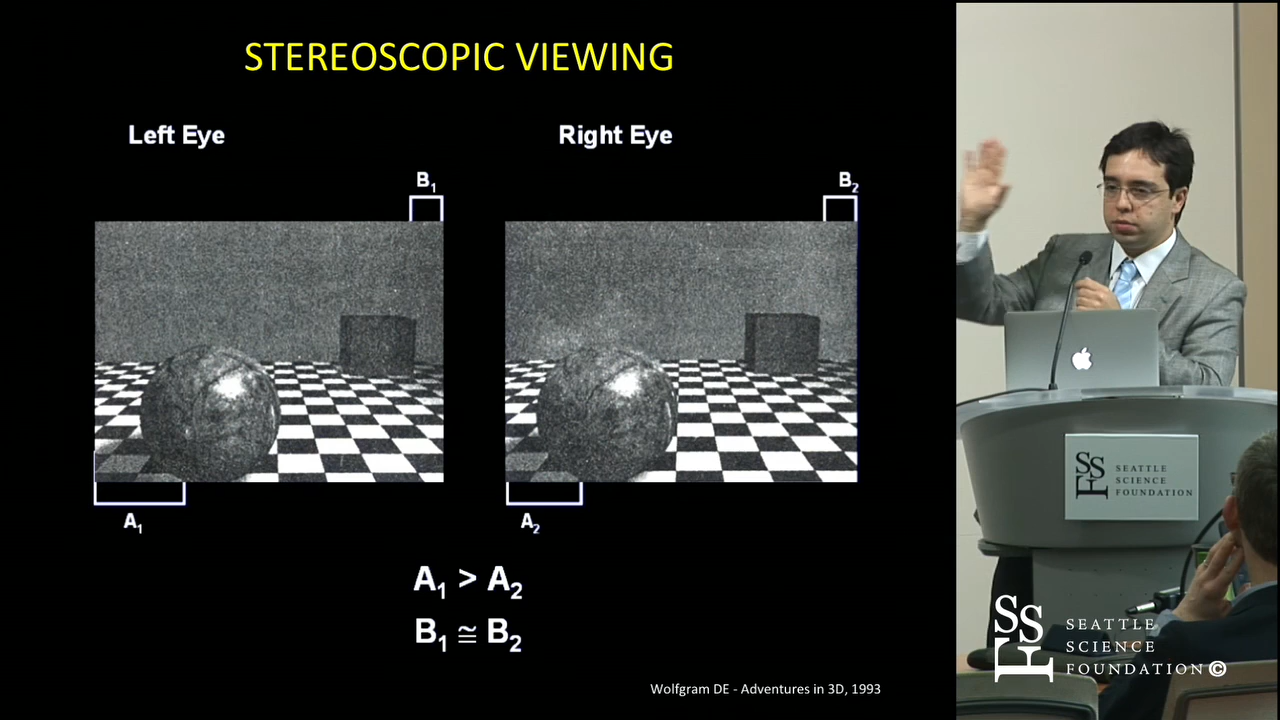 STEREOSCOPIC VIEWING
Left Eye
Right Eye
B₁
B₂
A₁
A₂
A₁ > A₂
B₁ ≅ B₂
Wolfgram DE - Adventures in 3D, 1993
SSF
SEATTLE
SCIENCE
FOUNDATION
SSF
SEATTLE
SCIENCE
FOUNDATION©